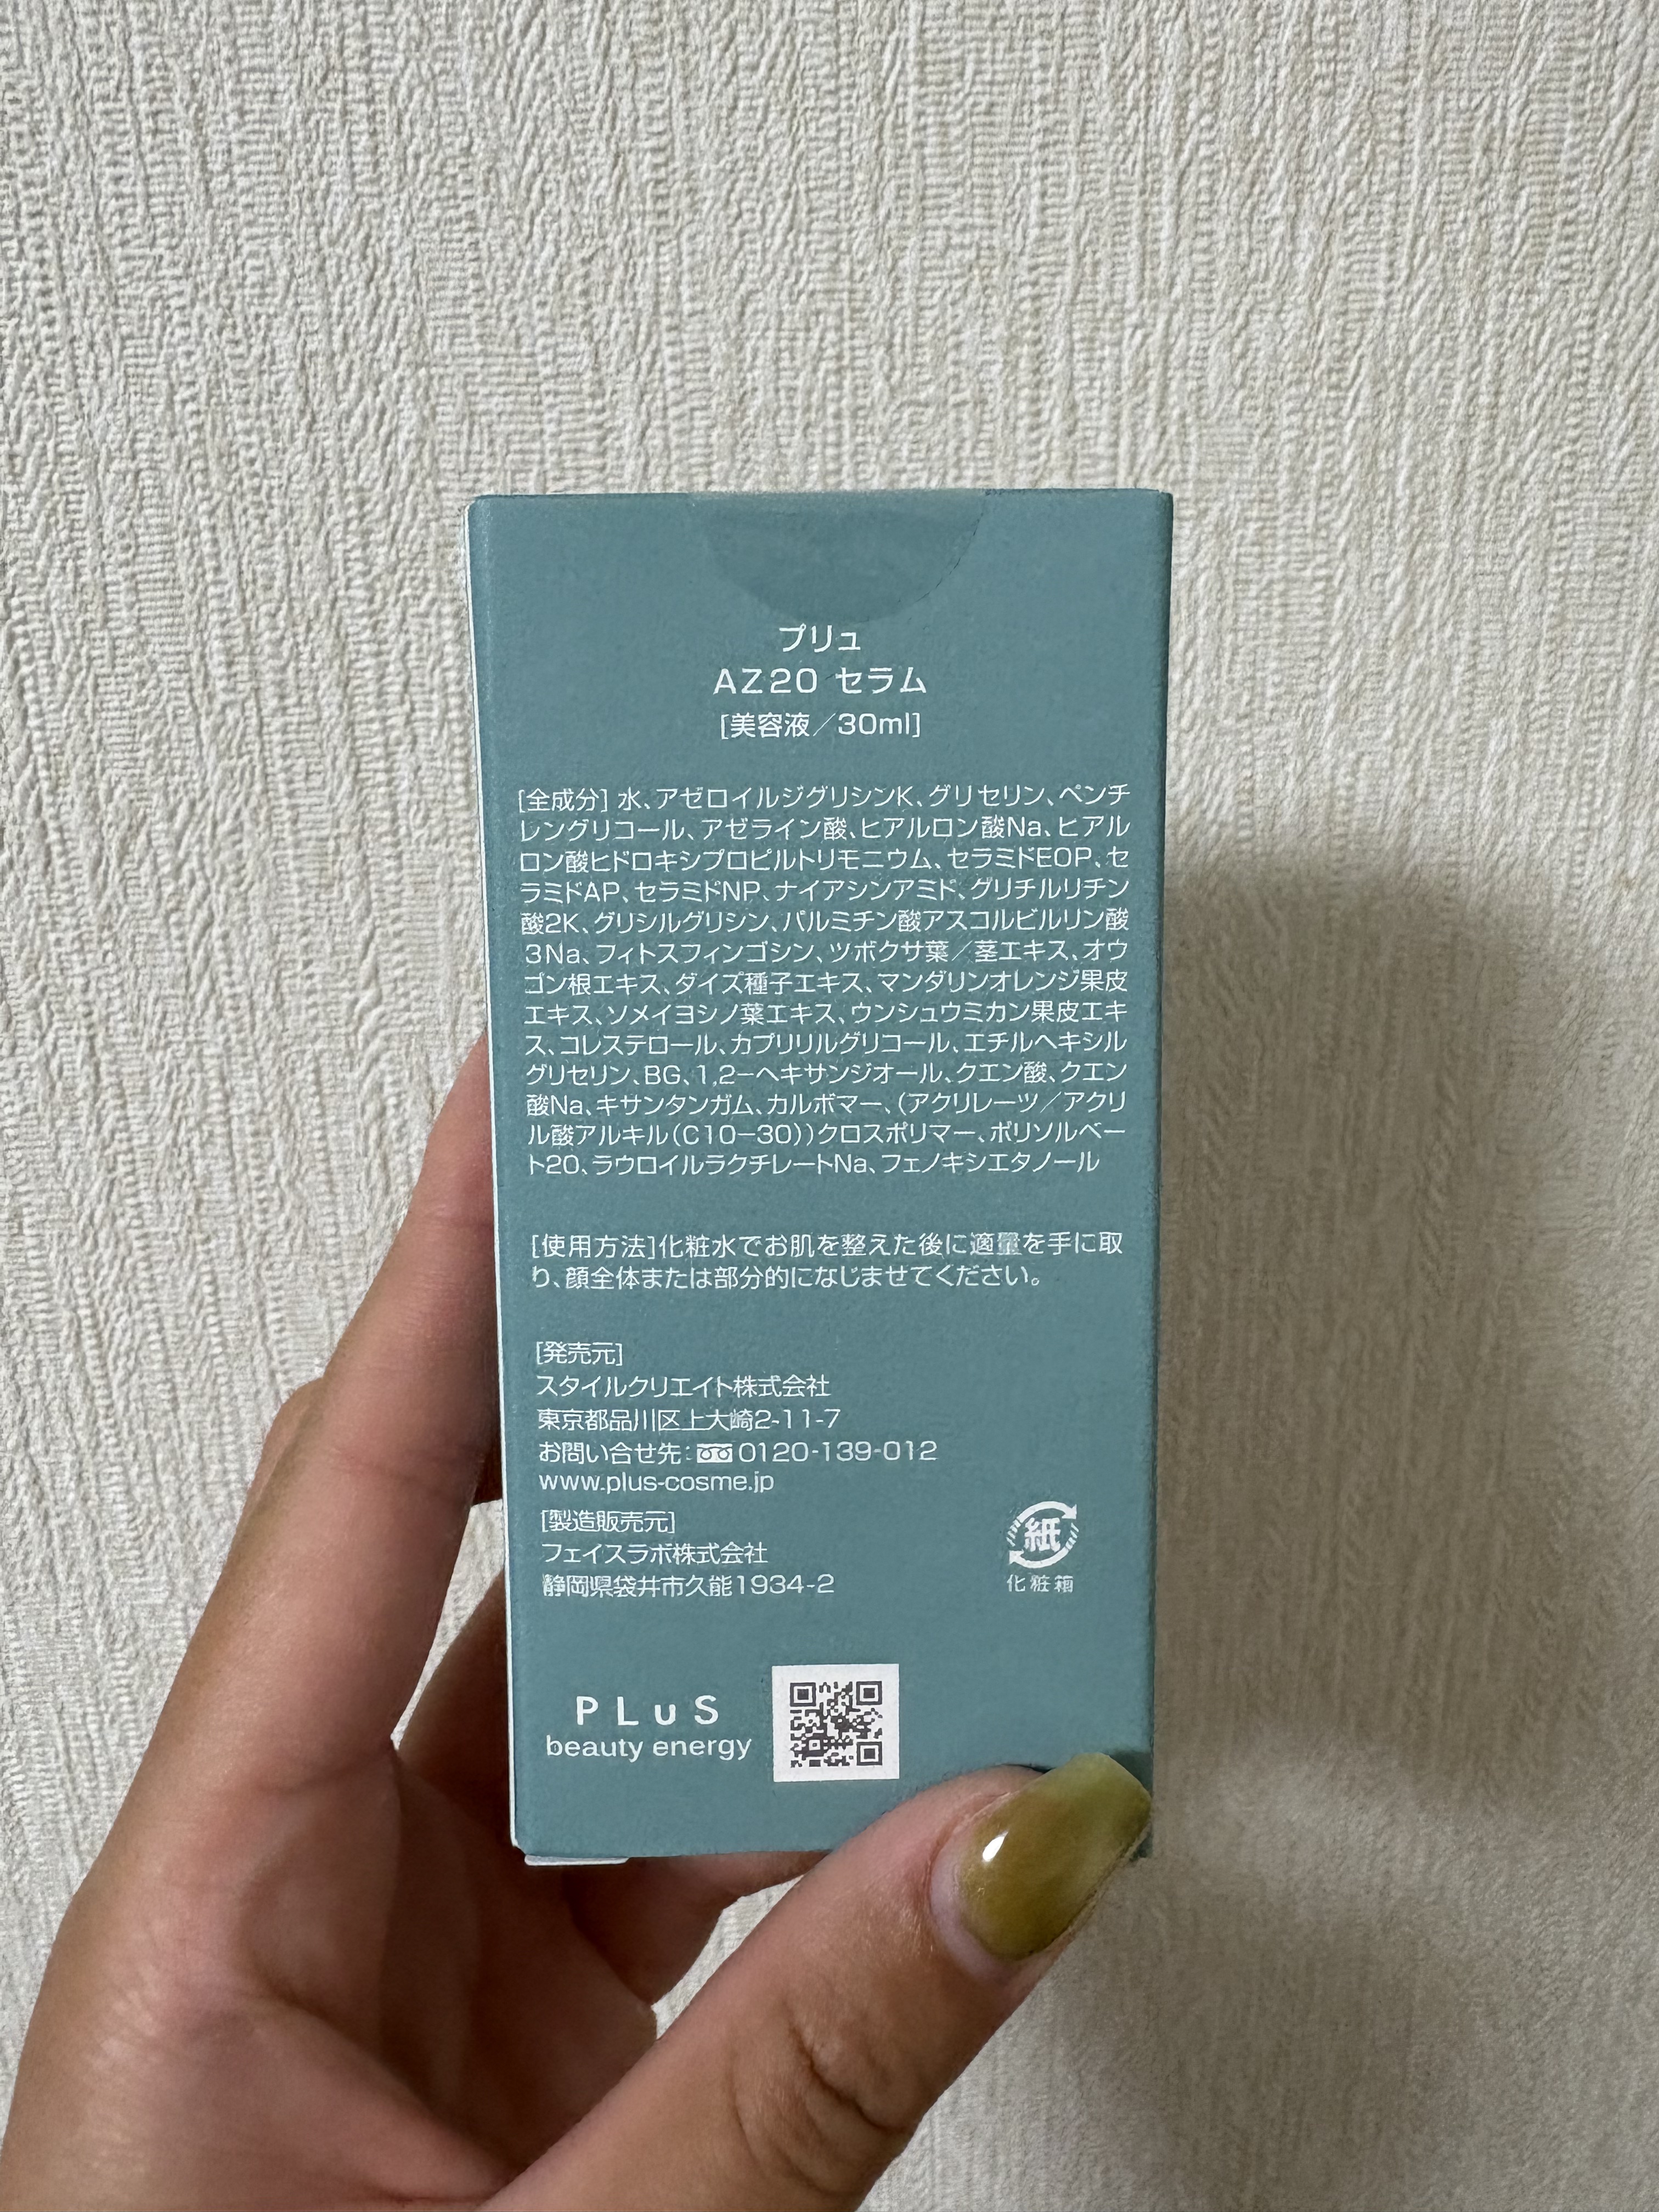 プリュ
AZ20 セラム
[美容液／30ml]
[全成分] 水、アゼロイルジグリシンK、グリセリン、ペンチ
レングリコール、アゼライン酸、ヒアルロン酸Na、ヒアル
ロン酸ヒドロキシプロピルトリモニウム、セラミドEOP、セ
ラミドAP、セラミドNP、ナイアシンアミド、グリチルリチン
酸2K、グリシルグリシン、パルミチン酸アスコルビルリン酸
3Na、フィトスフィンゴシン、ツボクサ葉／茎エキス、オウ
ゴン根エキス、ダイズ種子エキス、マンダリンオレンジ果皮
エキス、ソメイヨシノ葉エキス、ウンシュウミカン果皮エキ
ス、コレステロール、カプリリルグリコール、エチルヘキシル
グリセリン、BG、1,2－ヘキサンジオール、クエン酸、クエン
酸Na、キサンタンガム、カルボマー、（アクリレーツ／アクリ
ル酸アルキル（C10－30））クロスポリマー、ポリソルベー
ト20、ラウロイルラクチレートNa、フェノキシエタノール
[使用方法]化粧水でお肌を整えた後に適量を手に取
り、顔全体または部分的になじませてください。
[発売元]
スタイルクリエイト株式会社
東京都品川区上大崎2-11-7
お問い合せ先：0120-139-012
www.plus-cosme.jp
[製造販売元]
フェイスラボ株式会社
静岡県袋井市久能1934-2
紙
化粧箱
PLuS
beauty energy